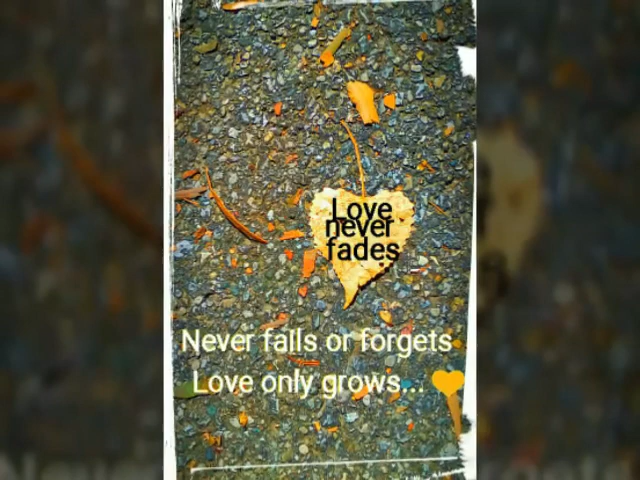 Love
never
fades
Never falls or forgets
Love only grows... 🧡